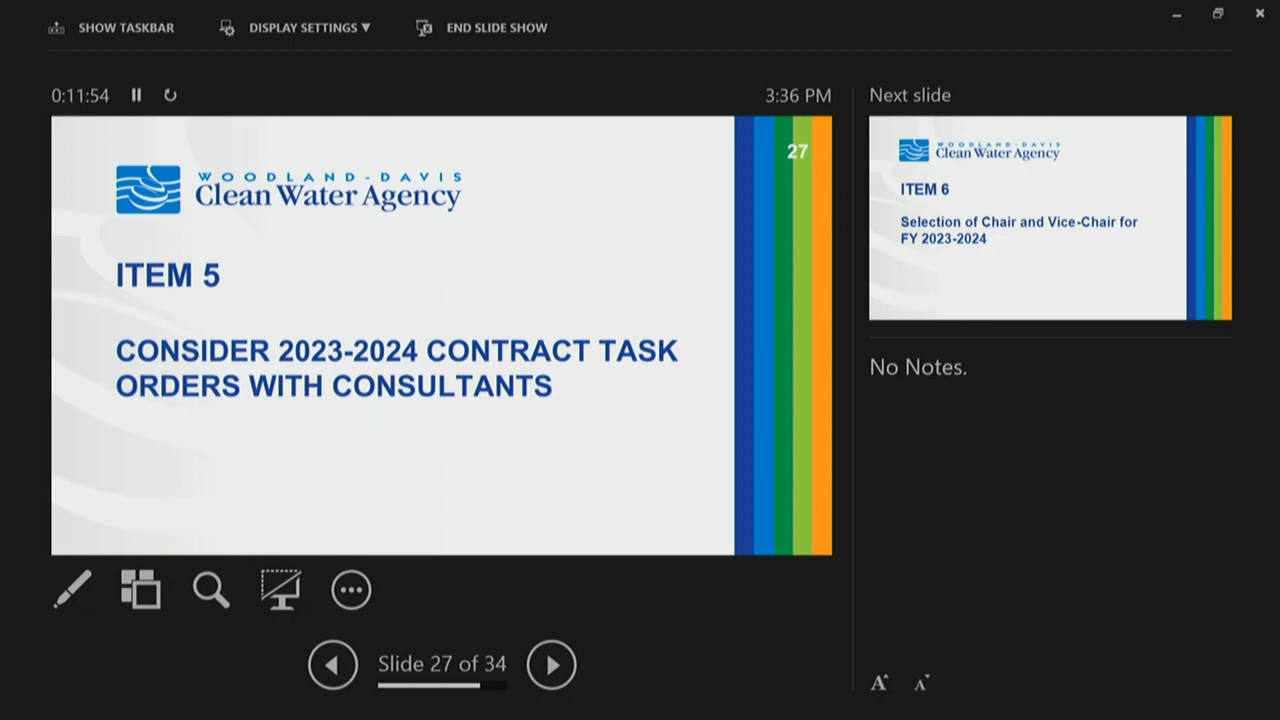 SHOW TASKBAR
DISPLAY SETTINGS ▼
END SLIDE SHOW
0:11:54
3:36 PM
27
WOODLAND-DAVIS
Clean Water Agency
ITEM 5
CONSIDER 2023-2024 CONTRACT TASK
ORDERS WITH CONSULTANTS
Slide 27 of 34
Next slide
WOODLAND-DAVIS
Clean Water Agency
ITEM 6
Selection of Chair and Vice-Chair for
FY 2023-2024
No Notes.
A A